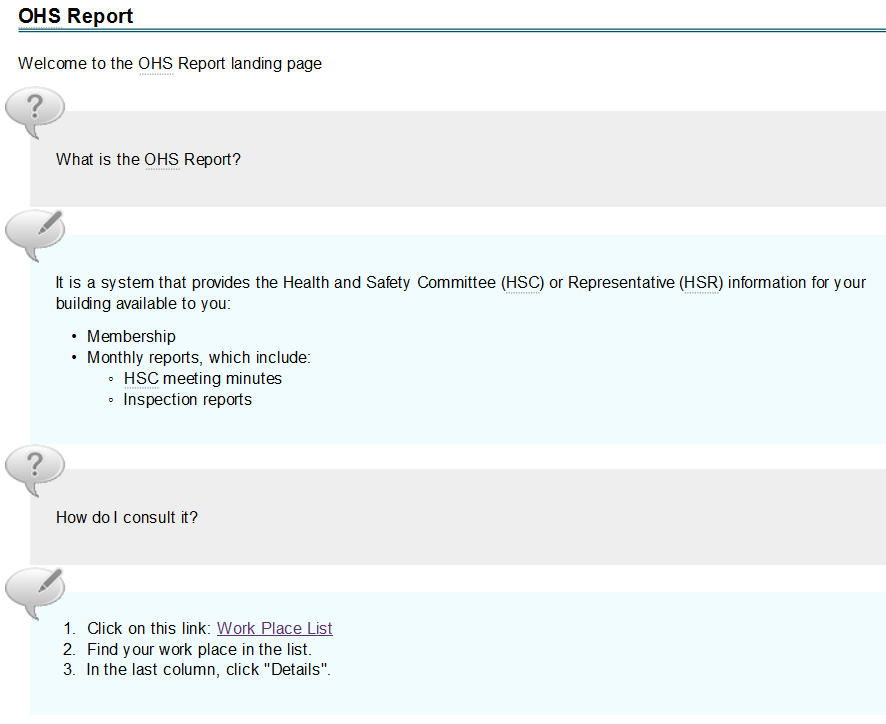 OHS Report
Welcome to the OHS Report landing page
?
What is the OHS Report?
It is a system that provides the Health and Safety Committee (HSC) or Representative (HSR) information for your
building available to you:
• Membership
• Monthly reports, which include:
◦ HSC meeting minutes
◦ Inspection reports
?
How do I consult it?
1. Click on this link: Work Place List
2. Find your work place in the list.
3. In the last column, click "Details".